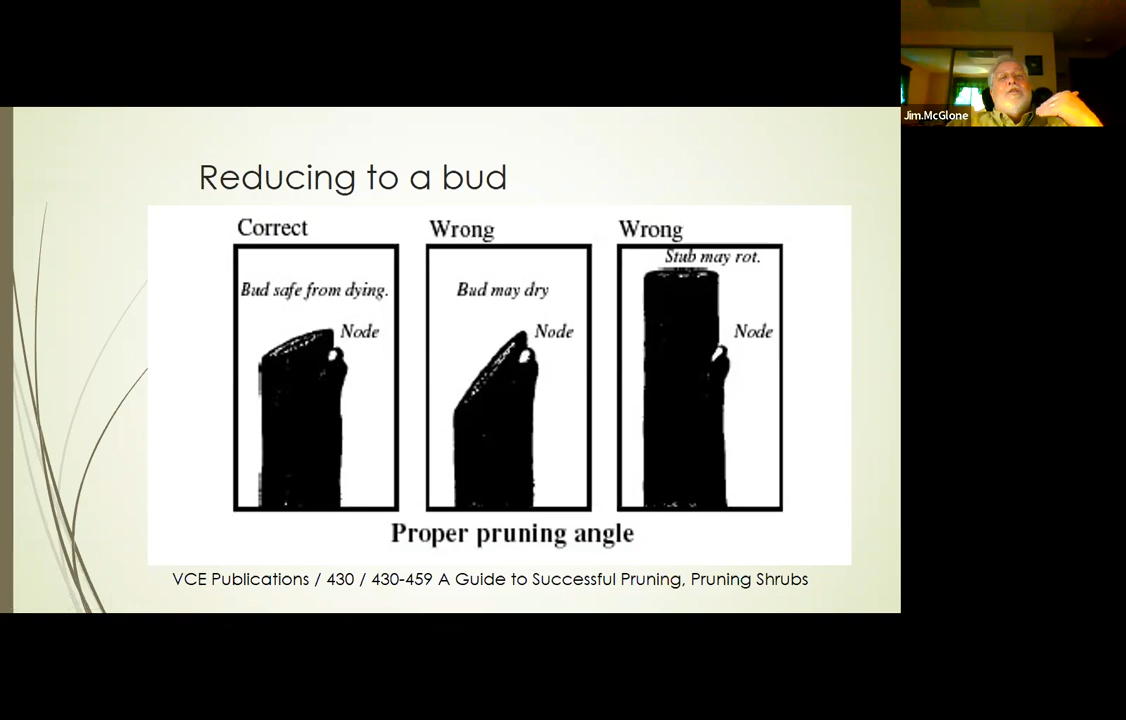 Jim.McGlone
Reducing to a bud
Correct
Bud safe from dying.
Node
Wrong
Bud may dry
Node
Wrong
Stub may rot.
Node
Proper pruning angle
VCE Publications / 430 / 430-459 A Guide to Successful Pruning, Pruning Shrubs